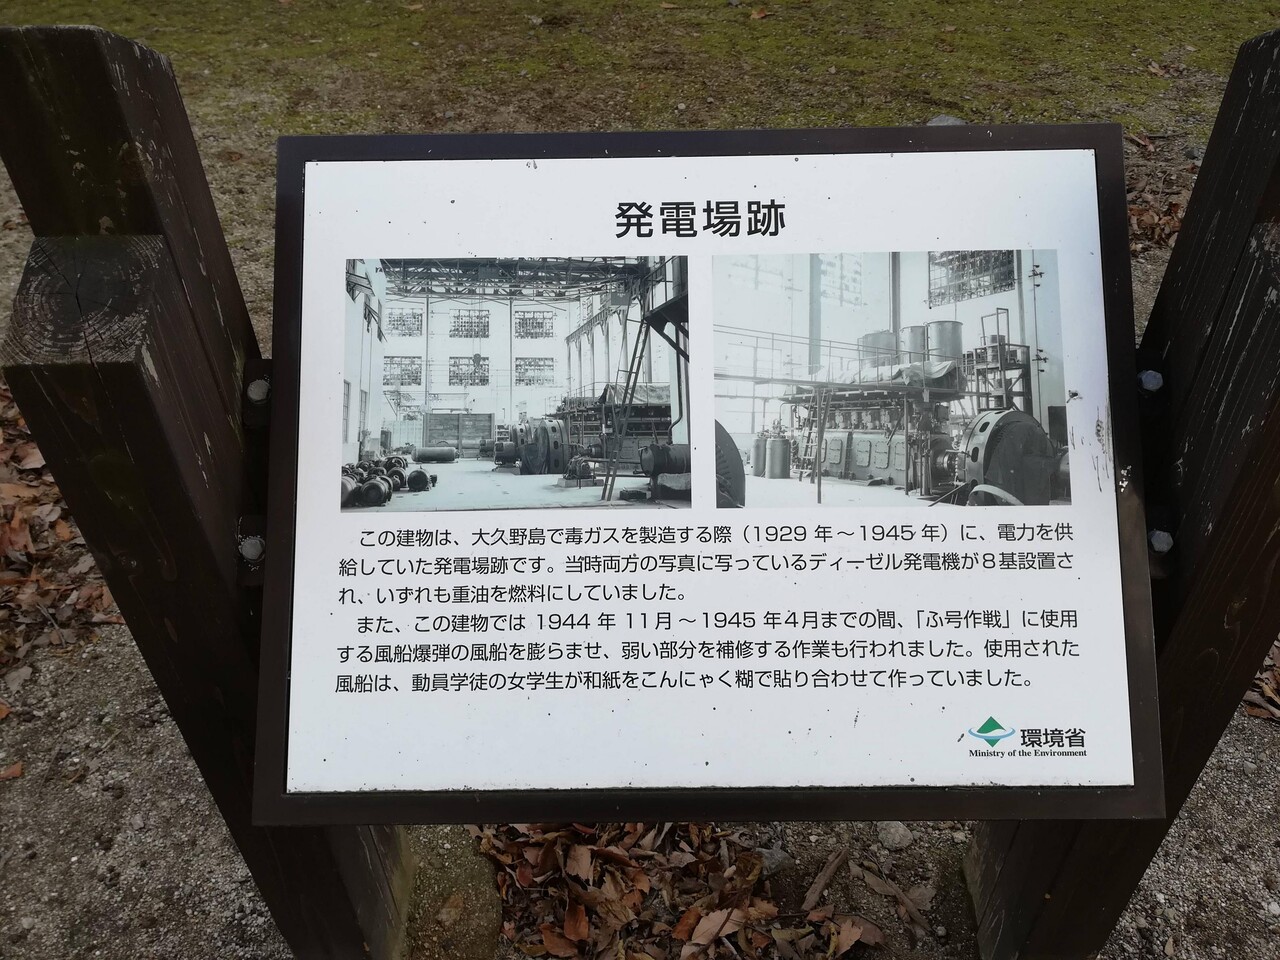 発電場跡
この建物は、大久野島で毒ガスを製造する際（1929 年～1945 年）に、電力を供
給していた発電場跡です。当時両方の写真に写っているディーゼル発電機が８基設置さ
れ、いずれも重油を燃料にしていました。
また、この建物では 1944 年 11 月～1945 年４月までの間、「ふ号作戦」に使用
する風船爆弾の風船を膨らませ、弱い部分を補修する作業も行われました。使用された
風船は、動員学徒の女学生が和紙をこんにゃく糊で貼り合わせて作っていました。
環境省
Ministry of the Environment